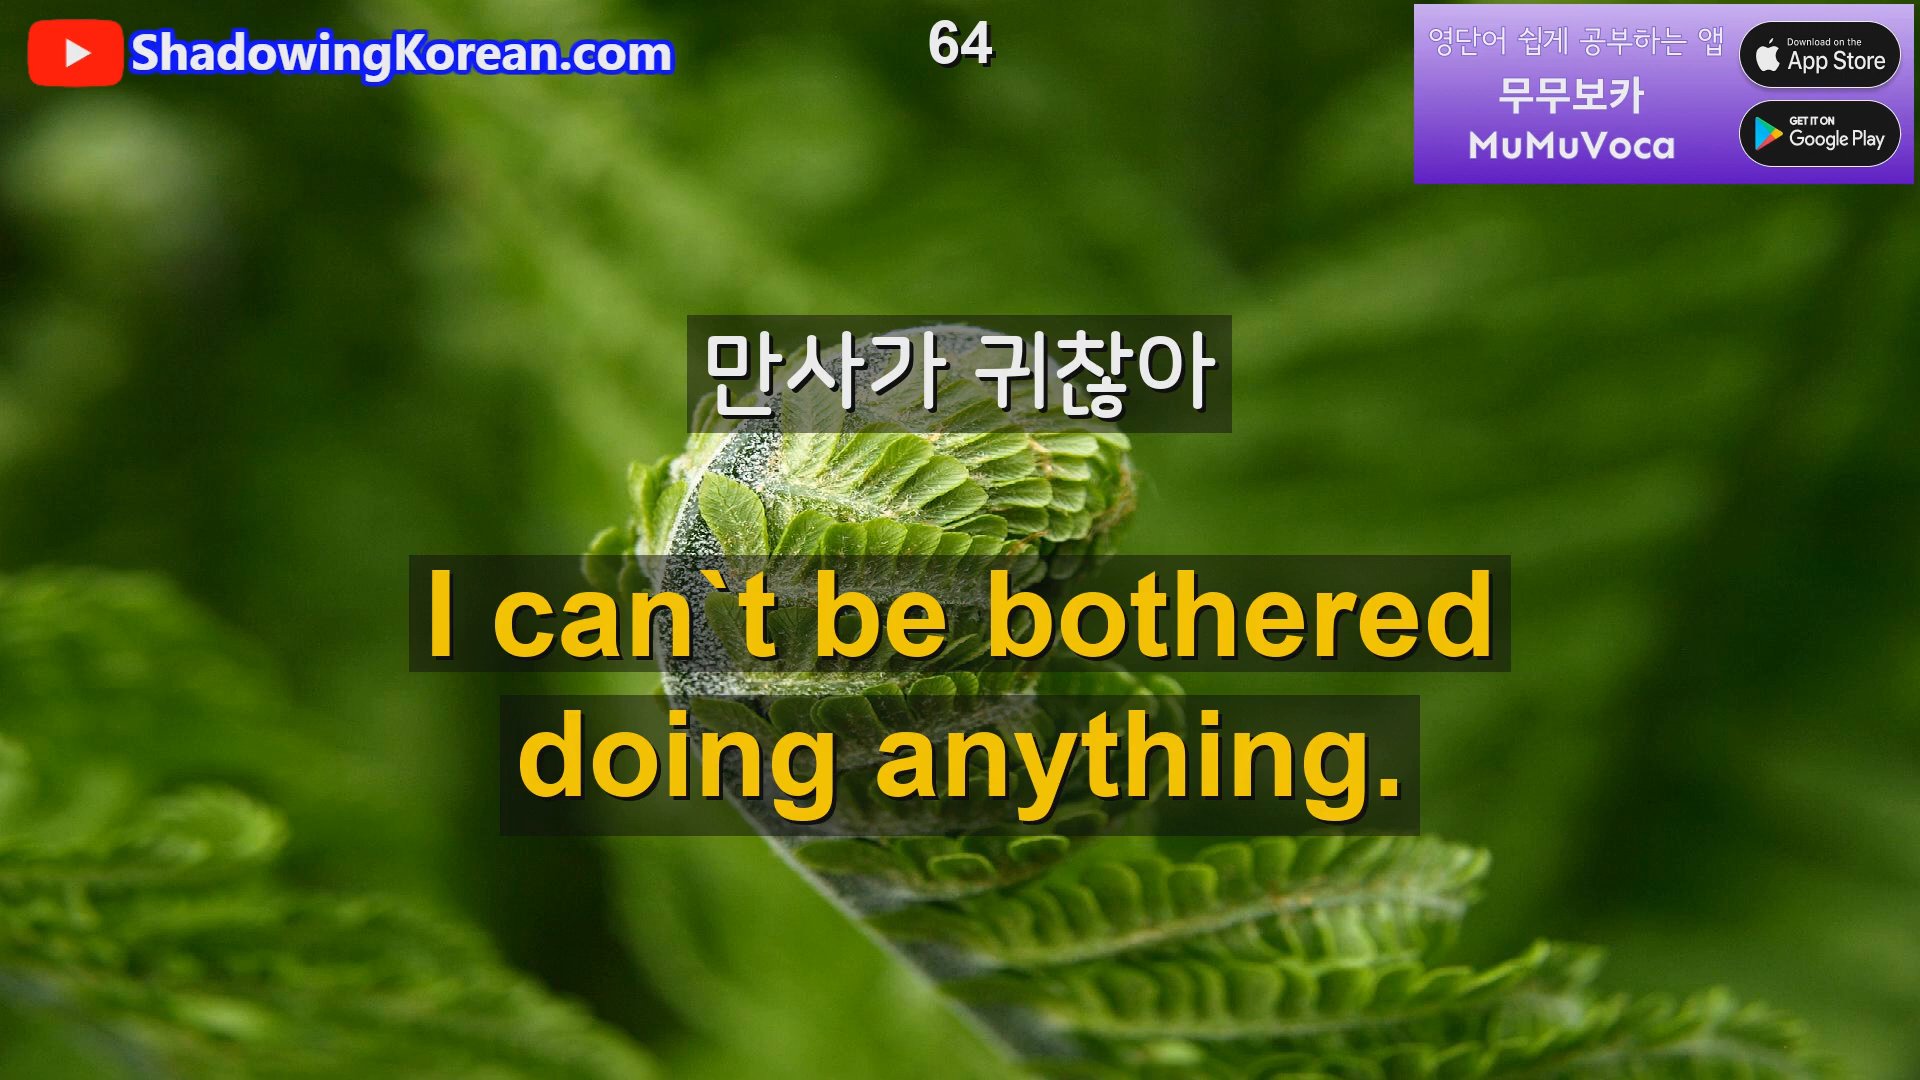 ShadowingKorean.com
64
영단어 쉽게 공부하는 앱
무무보카
MuMuVoca
Download on the
App Store
GET IT ON
Google Play
만사가 귀찮아
I can`t be bothered
doing anything.